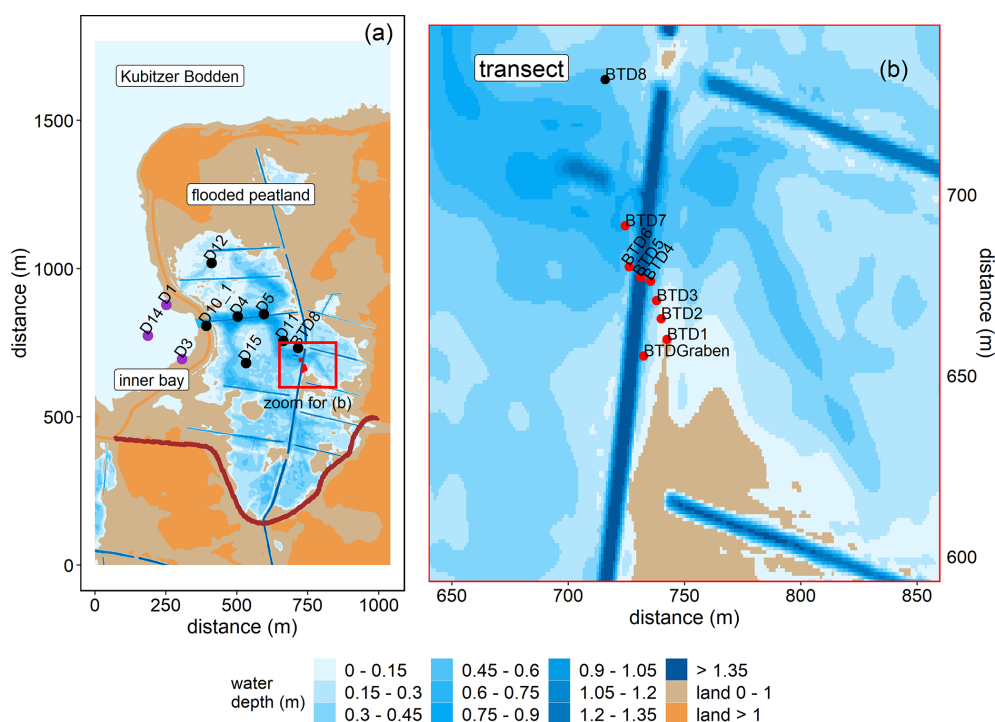 (a)
Kubitzer Bodden
flooded peatland
D12
D1
D14
D3
D10_1
D4
D5
D11
BTD8
D15
inner bay
zoom for (b)
1500
1000
500
0
distance (m)
0
250
500
750
1000
distance (m)
transect
(b)
BTD8
BTD7
BTD6
BTD5
BTD4
BTD3
BTD2
BTD1
BTDGraben
700
650
600
distance (m)
650
700
750
800
850
distance (m)
water
depth (m)
0 - 0.15
0.15 - 0.3
0.3 - 0.45
0.45 - 0.6
0.6 - 0.75
0.75 - 0.9
0.9 - 1.05
1.05 - 1.2
1.2 - 1.35
> 1.35
land 0 - 1
land > 1